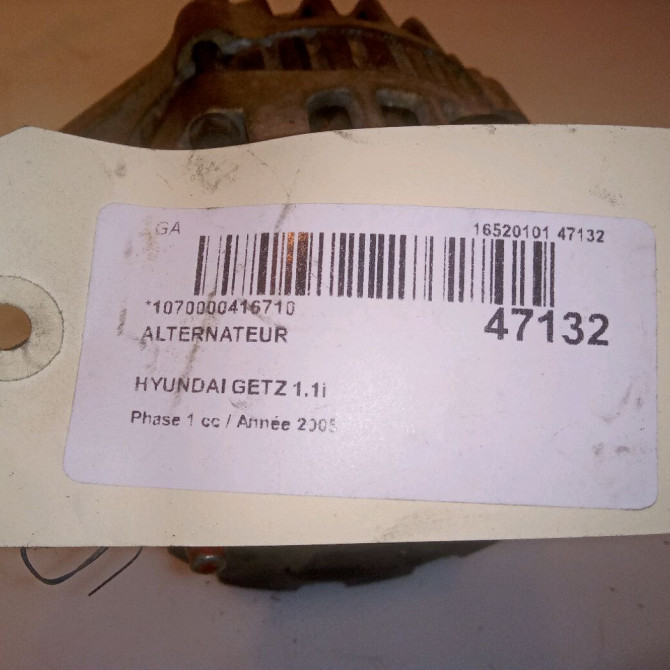 GA 16520101 47132
*1070000416710
47132
ALTERNATEUR
HYUNDAI GETZ 1.1i
Phase 1 cc / Année 2005